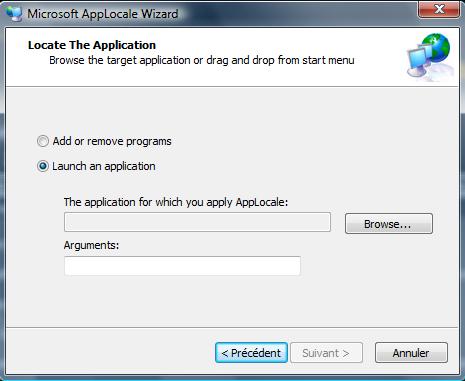 Microsoft AppLocale Wizard
Locate The Application
Browse the target application or drag and drop from start menu
Add or remove programs
Launch an application
The application for which you apply AppLocale:
Browse...
Arguments:
< Précédent
Suivant >
Annuler